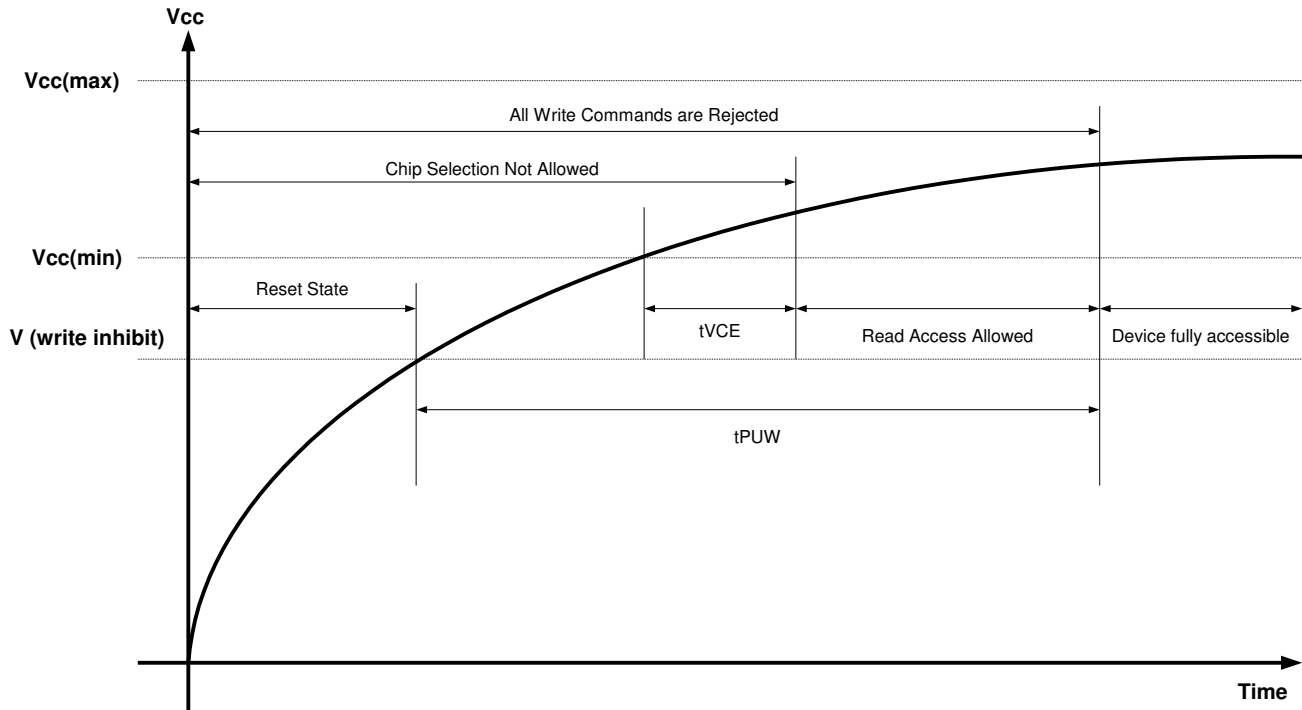 Vcc
Vcc(max)
All Write Commands are Rejected
Chip Selection Not Allowed
Vcc(min)
Reset State
V (write inhibit)
tVCE
Read Access Allowed
Device fully accessible
tPUW
Time